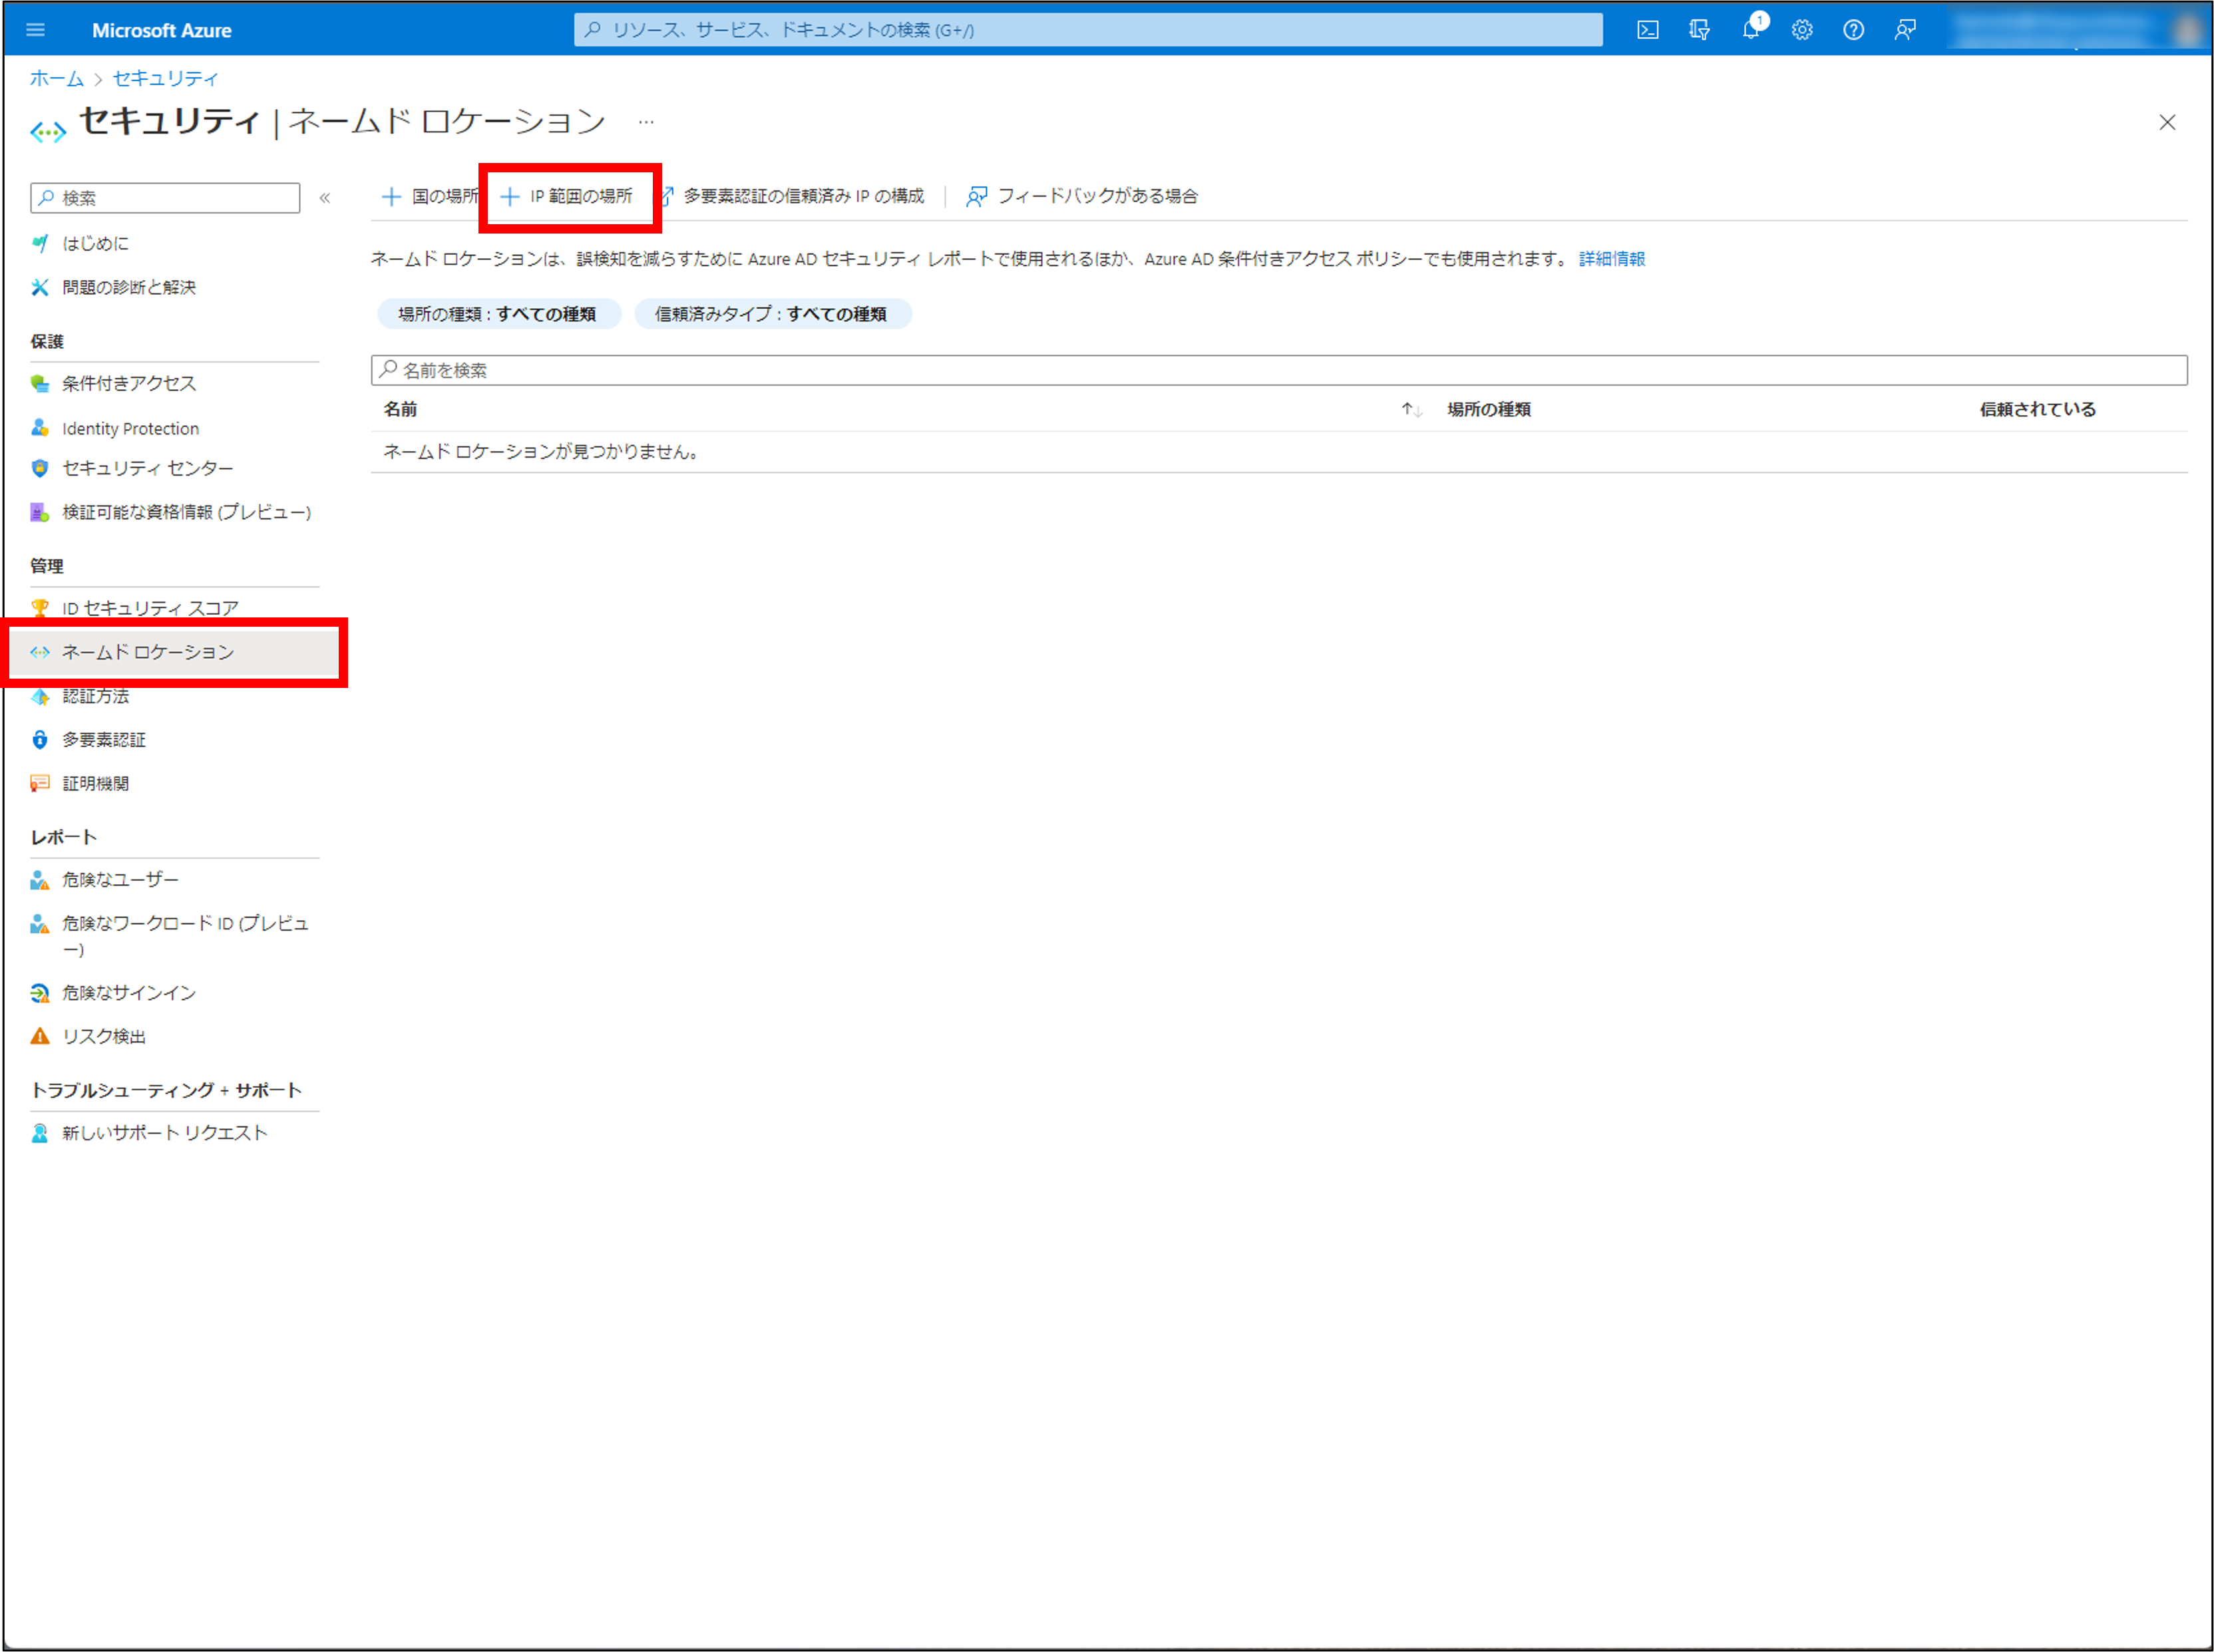 Microsoft Azure
リソース、サービス、ドキュメントの検索 (G+/)
1
ホーム > セキュリティ
セキュリティ | ネームド ロケーション ...
検索 «
国の場所 IP 範囲の場所 多要素認証の信頼済み IP の構成 フィードバックがある場合
はじめに
問題の診断と解決
保護
条件付きアクセス
Identity Protection
セキュリティ センター
検証可能な資格情報 (プレビュー)
管理
ID セキュリティ スコア
ネームド ロケーション
認証方法
多要素認証
証明機関
レポート
危険なユーザー
危険なワークロード ID (プレビュ
ー)
危険なサインイン
リスク検出
トラブルシューティング + サポート
新しいサポート リクエスト
ネームド ロケーションは、誤検知を減らすために Azure AD セキュリティ レポートで使用されるほか、Azure AD 条件付きアクセス ポリシーでも使用されます。 詳細情報
場所の種類 : すべての種類 信頼済みタイプ : すべての種類
名前を検索
名前 ↑↓ 場所の種類 信頼されている
ネームド ロケーションが見つかりません。